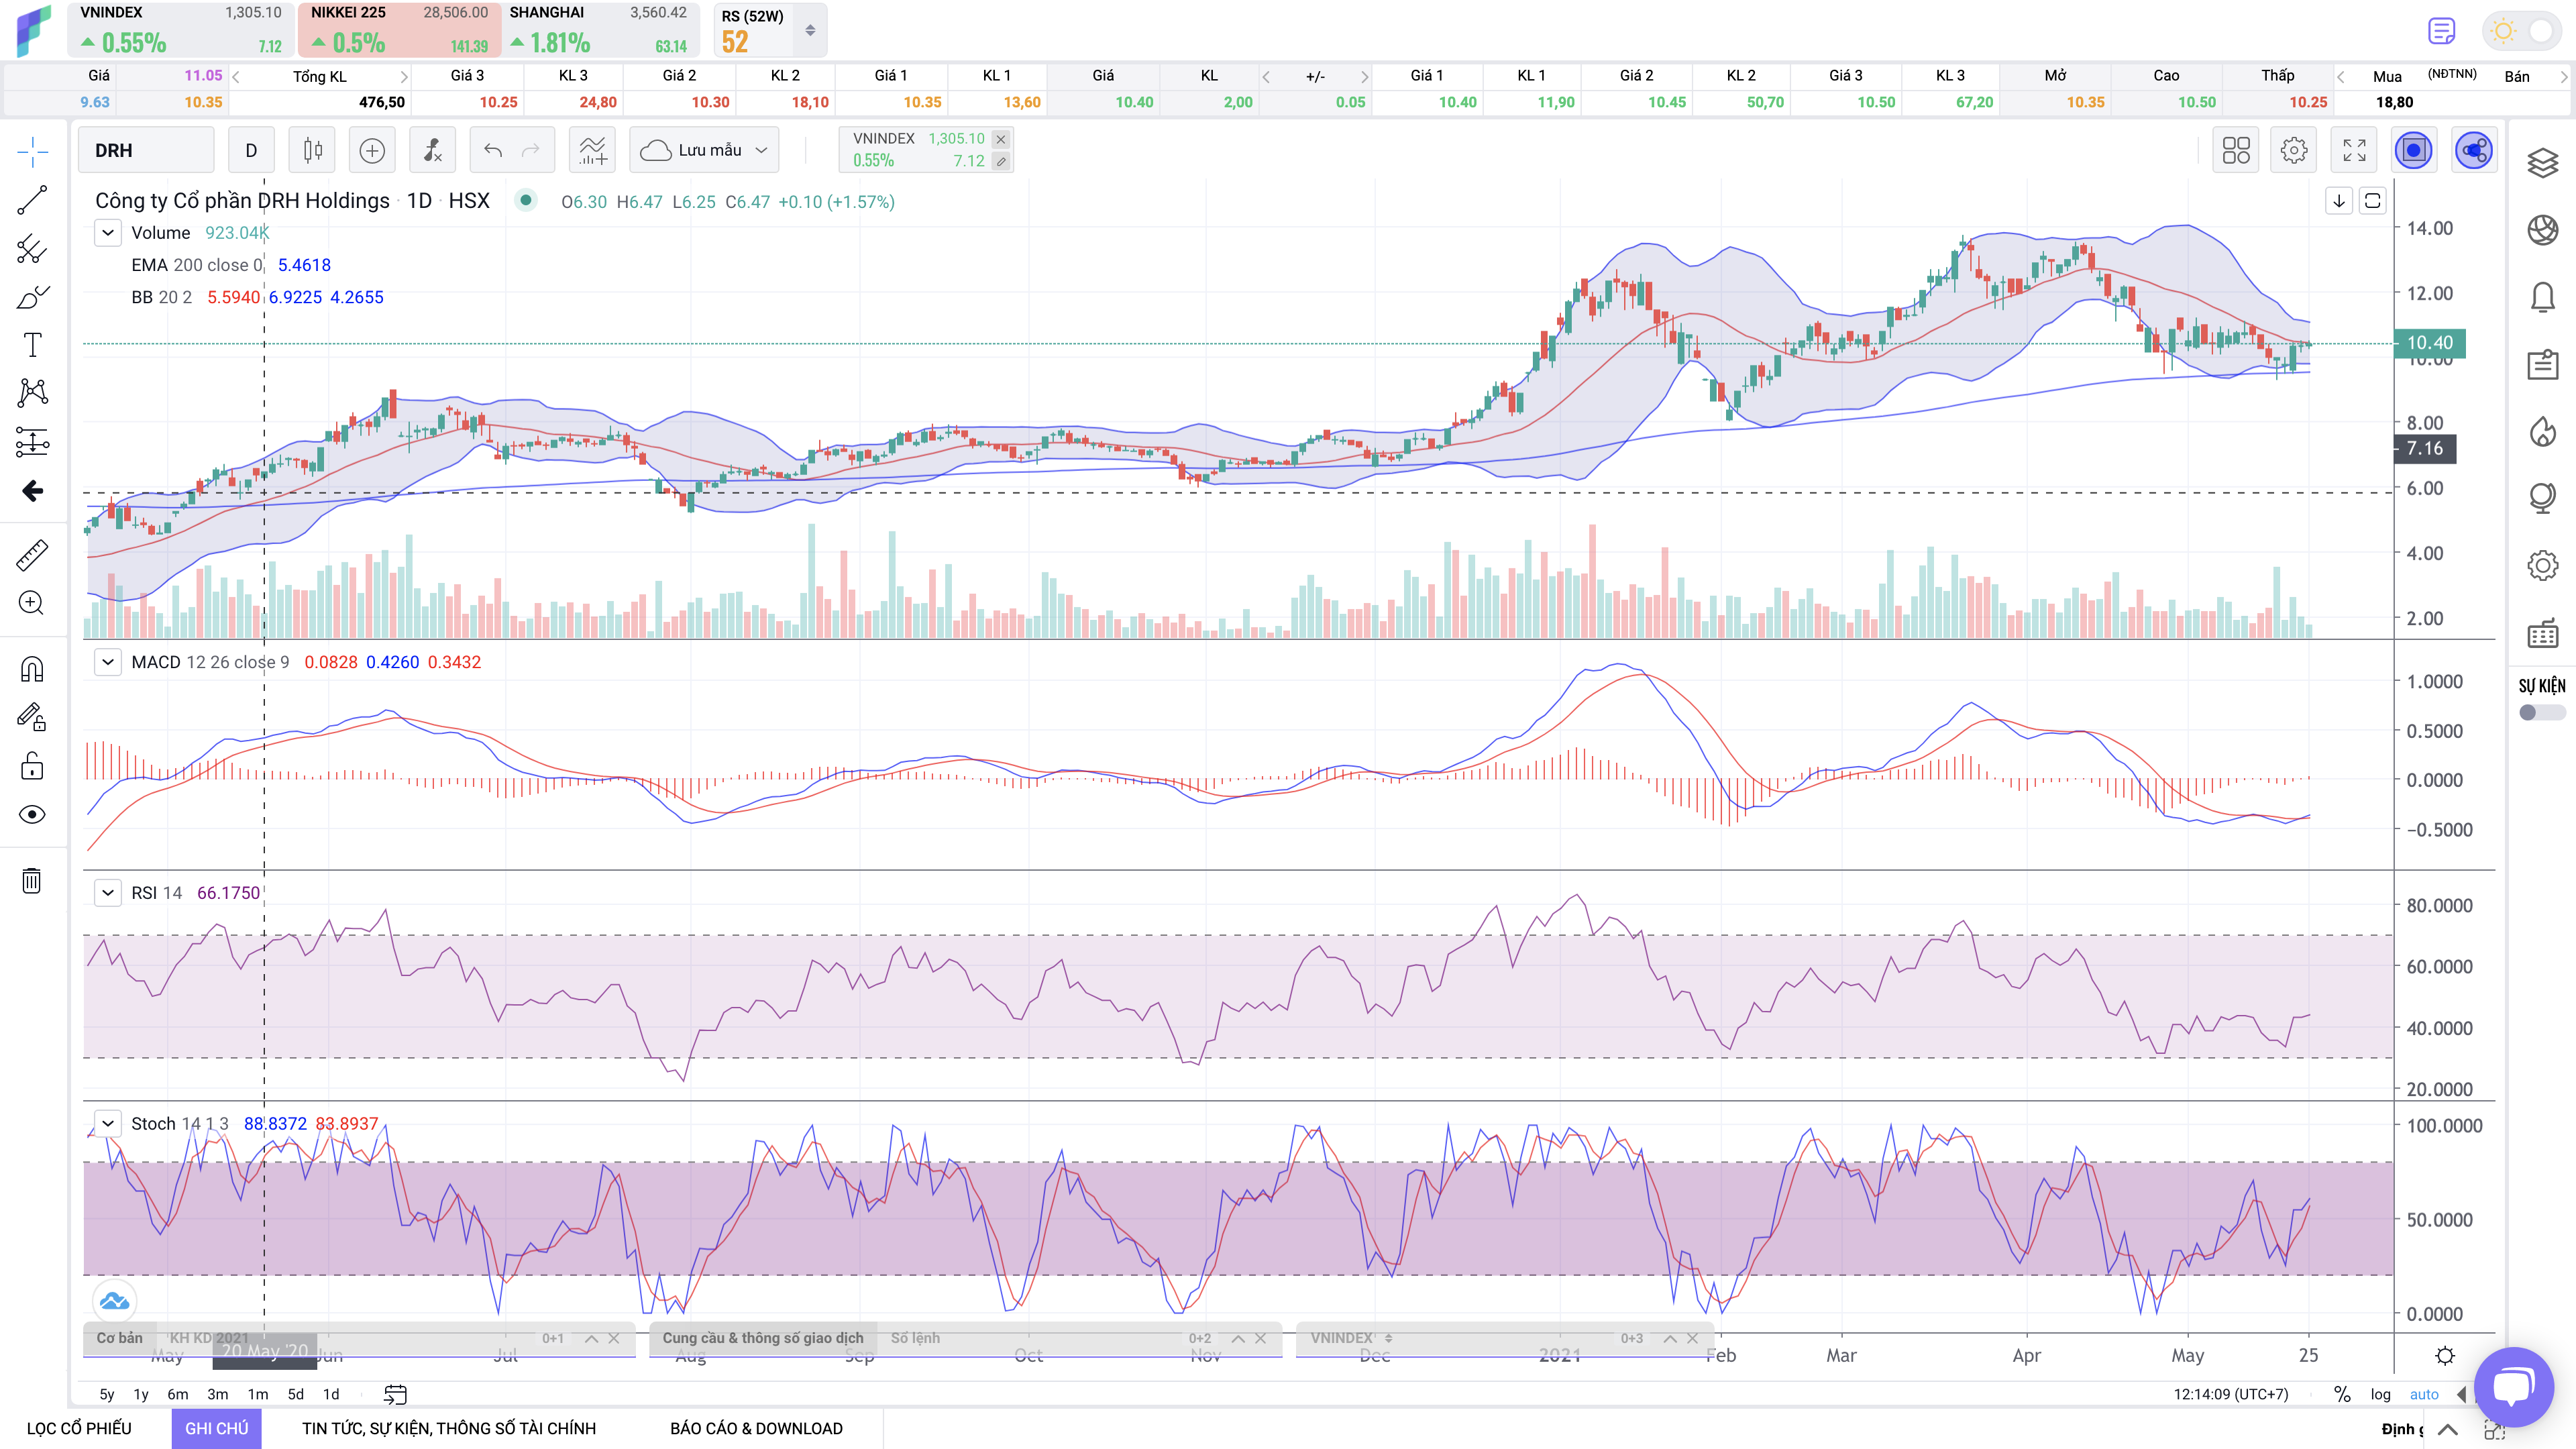 VNINDEX 1,305.10 NIKKEI 225 28,506.00 SHANGHAI 3,560.42 RS (52W)
0.55% 7.12 0.5% 141.39 1.81% 63.14 52
Giá 11.05 Tổng KL Giá 3 KL 3 Giá 2 KL 2 Giá 1 KL 1 Giá KL +/- Giá 1 KL 1 Giá 2 KL 2 Giá 3 KL 3 Mở Cao Thấp Mua (NĐTNN) Bán
9.63 10.35 476,50 10.25 24,80 10.30 18,10 10.35 13,60 10.40 2,00 0.05 10.40 11,90 10.45 50,70 10.50 67,20 10.35 10.50 10.25 18,80
DRH D Lưu mẫu
VNINDEX 1,305.10
0.55% 7.12
Công ty Cổ phần DRH Holdings · 1D · HSX O6.30 H6.47 L6.25 C6.47 +0.10 (+1.57%)
Volume 923.04K
EMA 200 close 0 5.4618
BB 20 2 5.5940 6.9225 4.2655
14.00
12.00
10.40
10.00
8.00
7.16
6.00
4.00
2.00
MACD 12 26 close 9 0.0828 0.4260 0.3432
1.0000
0.5000
0.0000
−0.5000
RSI 14 66.1750
80.0000
60.0000
40.0000
20.0000
Stoch 14 1 3 88.8372 83.8937
100.0000
50.0000
0.0000
SỰ KIỆN
Cơ bản KH KD 2021 0+1 Cung cầu & thông số giao dịch Sổ lệnh 0+2 VNINDEX 0+3
May 20 May '20 Jun Jul Aug Sep Oct Nov Dec 2021 Feb Mar Apr May 25
5y 1y 6m 3m 1m 5d 1d 12:14:09 (UTC+7) % log auto
LỌC CỔ PHIẾU GHI CHÚ TIN TỨC, SỰ KIỆN, THÔNG SỐ TÀI CHÍNH BÁO CÁO & DOWNLOAD Định